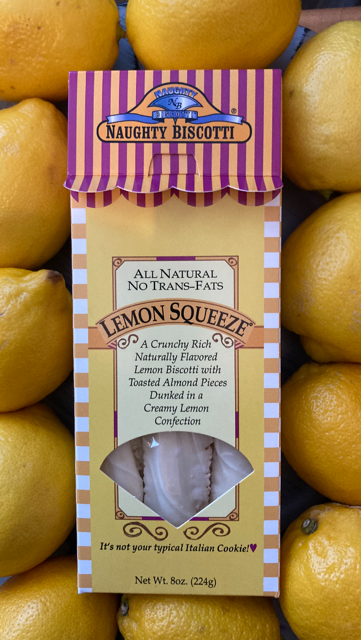 NAUGHTY
NB
NAUGHTY BISCOTTI®
ALL NATURAL
NO TRANS–FATS
LEMON SQUEEZE
A Crunchy Rich
Naturally Flavored
Lemon Biscotti with
Toasted Almond Pieces
Dunked in a
Creamy Lemon
Confection
It's not your typical Italian Cookie!♥
Net Wt. 8oz. (224g)